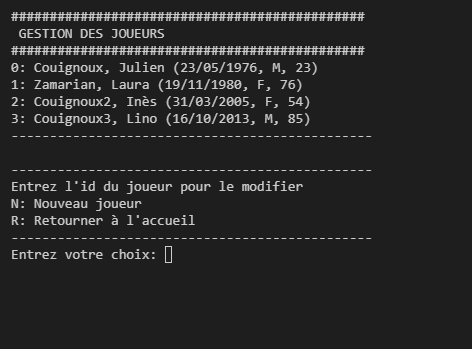 ##############################################
GESTION DES JOUEURS
##############################################
0: Couignoux, Julien (23/05/1976, M, 23)
1: Zamarian, Laura (19/11/1980, F, 76)
2: Couignoux2, Inès (31/03/2005, F, 54)
3: Couignoux3, Lino (16/10/2013, M, 85)
-----------------------------------------------
-----------------------------------------------
Entrez l'id du joueur pour le modifier
N: Nouveau joueur
R: Retourner à l'accueil
-----------------------------------------------
Entrez votre choix: